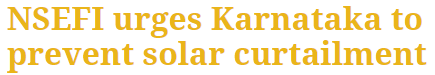 NSEFI urges Karnataka to
prevent solar curtailment